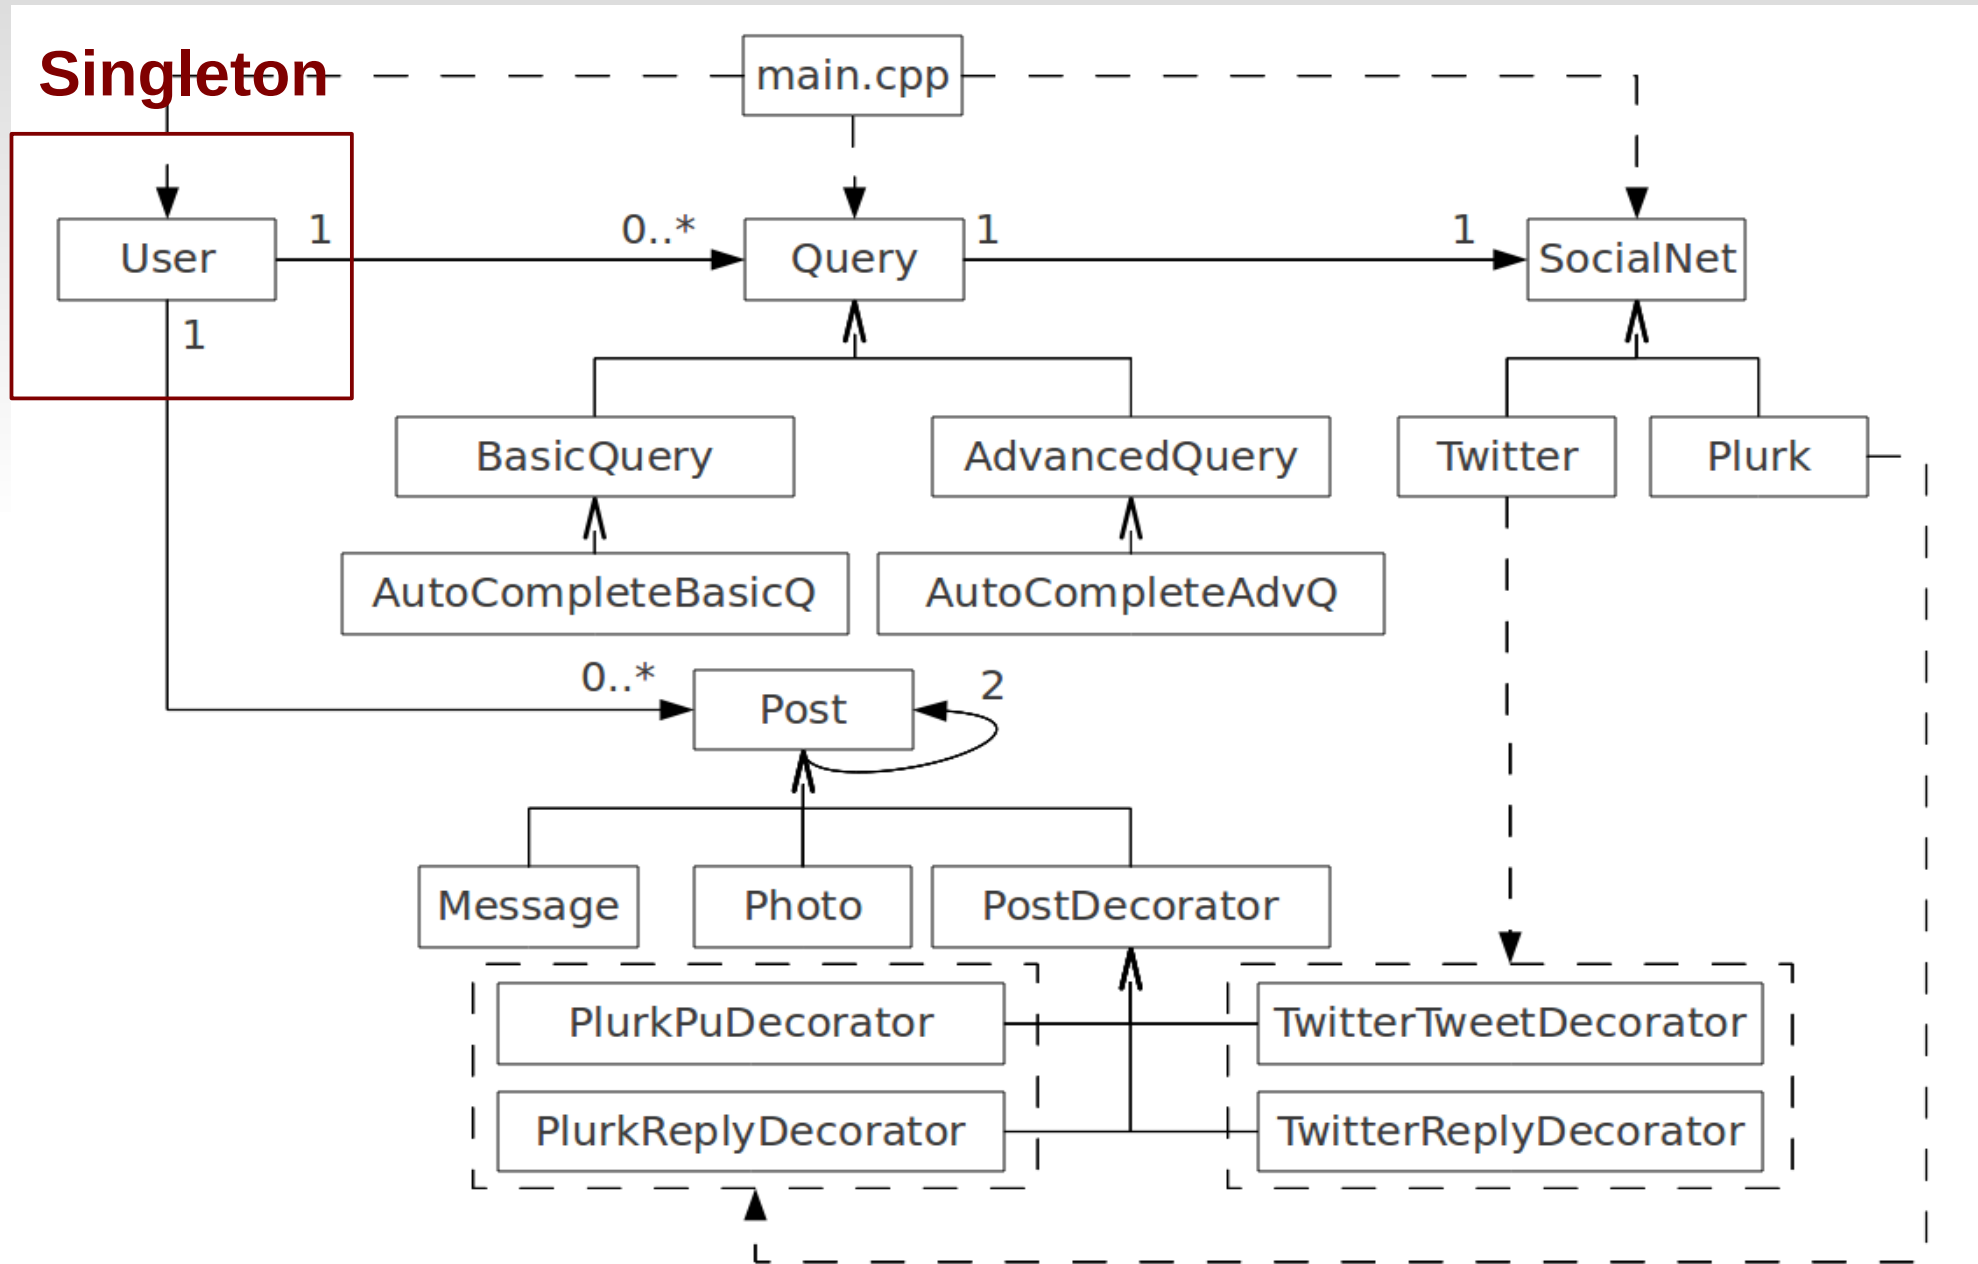 Singleton
main.cpp
1
0..*
1
1
User
Query
SocialNet
1
BasicQuery
AdvancedQuery
Twitter
Plurk
AutoCompleteBasicQ
AutoCompleteAdvQ
0..*
2
Post
Message
Photo
PostDecorator
PlurkPuDecorator
TwitterTweetDecorator
PlurkReplyDecorator
TwitterReplyDecorator